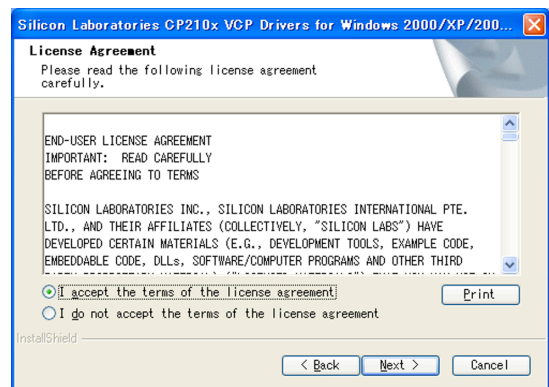 Silicon Laboratories CP210x VCP Drivers for Windows 2000/XP/200...
License Agreement
Please read the following license agreement
carefully.
END-USER LICENSE AGREEMENT
IMPORTANT: READ CAREFULLY
BEFORE AGREEING TO TERMS
SILICON LABORATORIES INC., SILICON LABORATORIES INTERNATIONAL PTE.
LTD., AND THEIR AFFILIATES (COLLECTIVELY, "SILICON LABS") HAVE
DEVELOPED CERTAIN MATERIALS (E.G., DEVELOPMENT TOOLS, EXAMPLE CODE,
EMBEDDABLE CODE, DLLs, SOFTWARE/COMPUTER PROGRAMS AND OTHER THIRD
I accept the terms of the license agreement
Print
I do not accept the terms of the license agreement
InstallShield
< Back
Next >
Cancel